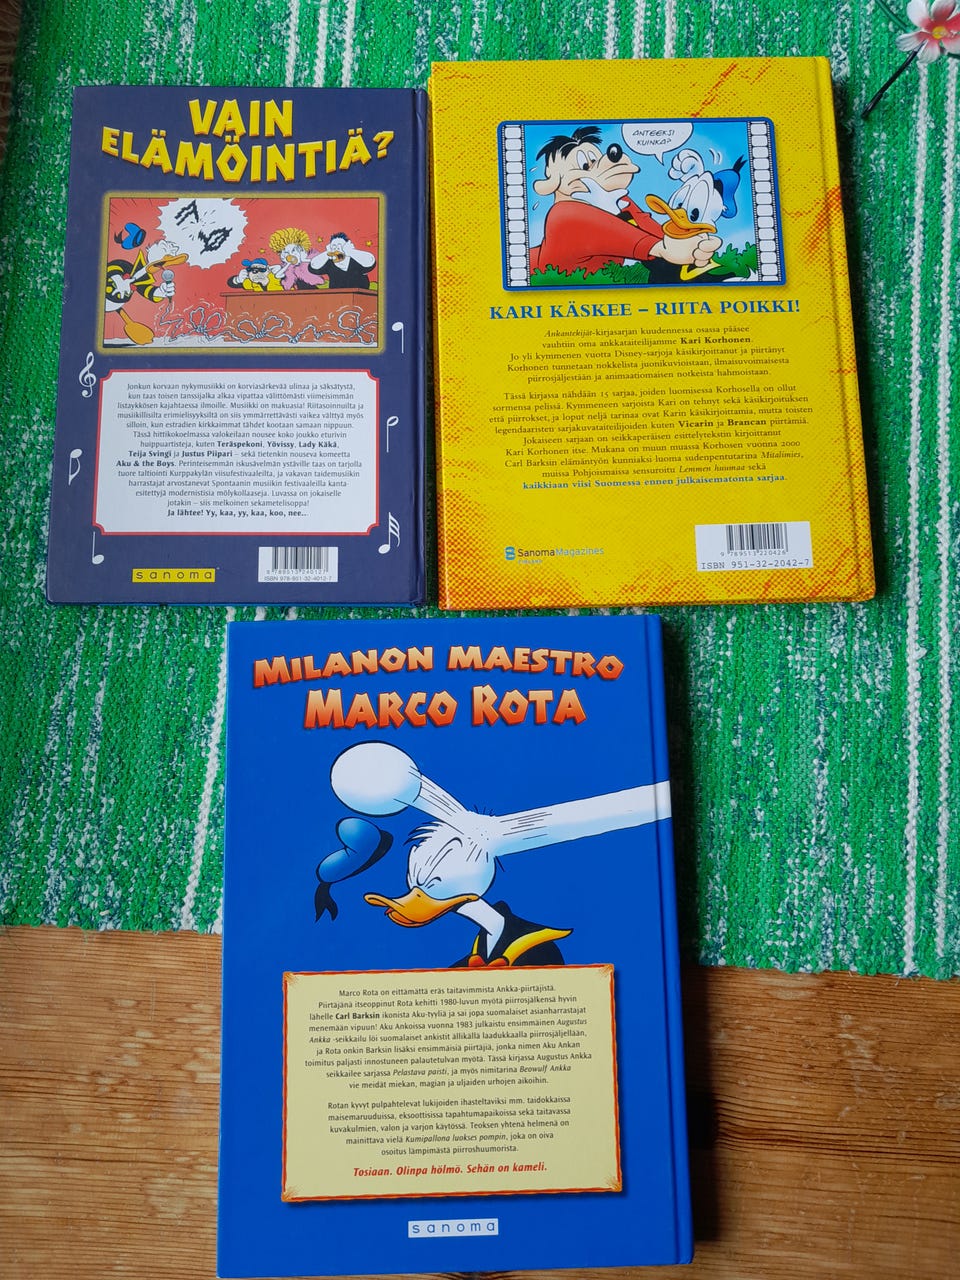 VAIN
ELÄMÖINTIÄ?
Jonkun korvaan nykymusiikki on korviasärkevää ulinaa ja säksätystä,
kun taas toisen tanssijalka alkaa vipattaa välittömästi viimeisimmän
listaykkösen kajahtaessa ilmoille. Musiikki on makuasia! Riitasoinnuilta ja
musiikillisilta erimielisyyksiltä on siis ymmärrettävästi vaikea välttyä myös
silloin, kun estradien kirkkaimmat tähdet kootaan samaan nippuun.
Tässä hittikokoelmassa valokeilaan nousee koko joukko eturivin
huippuartisteja, kuten Teräspekoni, Yövissy, Lady Käkä,
Teija Svingi ja Justus Piipari – sekä tietenkin nouseva komeetta
Aku & the Boys. Perinteisemmän iskusävelmän ystäville taas on tarjolla
tuore taltiointi Kurppakylän viisufestivaaleilta, ja vakavan taidemusiikin
harrastajat arvostanevat Spontaanin musiikin festivaaleilla kanta-
esitettyjä modernistisia mölykollaaseja. Luvassa on jokaiselle
jotakin – siis melkoinen sekametelisoppa!
Ja lähtee! Yy, kaa, yy, kaa, koo, nee...
sanoma
9 789513 240127
ISBN 978-951-32-4012-7
ANTEEKSI
KUINKA?
KARI KÄSKEE – RIITA POIKKI!
Ankantekijät-kirjasarjan kuudennessa osassa pääsee
vauhtiin oma ankkataiteilijamme Kari Korhonen.
Jo yli kymmenen vuotta Disney-sarjoja käsikirjoittanut ja piirtänyt
Korhonen tunnetaan nokkelista juonikuvioistaan, ilmaisuvoimaisesta
piirrosjäljestään ja animaatiomaisen notkeista hahmoistaan.
Tässä kirjassa nähdään 15 sarjaa, joiden luomisessa Korhosella on ollut
sormensa pelissä. Kymmeneen sarjoista Kari on tehnyt sekä käsikirjoituksen
että piirrokset, ja loput neljä tarinaa ovat Karin käsikirjoittamia, mutta toisten
legendaaristen sarjakuvataiteilijoiden kuten Vicarin ja Brancan piirtämiä.
Jokaiseen sarjaan on seikkaperäisen esittelytekstin kirjoittanut
Kari Korhonen itse. Mukana on muun muassa Korhosen vuonna 2000
Carl Barksin elämäntyön kunniaksi luoma sudenpentutarina Mitalimies,
muissa Pohjoismaissa sensuroitu Lemmen huumaa sekä
kaikkiaan viisi Suomessa ennen julkaisematonta sarjaa.
SanomaMagazines
9 789513 220426
ISBN 951-32-2042-7
MILANON MAESTRO
MARCO ROTA
Marco Rota on eittämättä eräs taitavimmista Ankka-piirtäjistä.
Piirtäjänä itseoppinut Rota kehitti 1980-luvun myötä piirrosjälkensä hyvin
lähelle Carl Barksin ikonista Aku-tyyliä ja sai jopa suomalaiset asianharrastajat
menemään vipuun! Aku Ankoissa vuonna 1983 julkaistu ensimmäinen Augustus
Ankka -seikkailu löi suomalaiset ankistit ällikällä laadukkaalla piirrosjäljellään,
ja Rota onkin Barksin lisäksi ensimmäisiä piirtäjiä, jonka nimen Aku Ankan
toimitus paljasti innostuneen palautetulvan myötä. Tässä kirjassa Augustus Ankka
seikkailee sarjassa Pelastava paisti, ja myös nimitarina Beowulf Ankka
vie meidät miekan, magian ja uljaiden urhojen aikoihin.
Rotan kyvyt pulpahtelevat lukijoiden ihasteltaviksi mm. taidokkaissa
maisemaruuduissa, eksoottisissa tapahtumapaikoissa sekä taitavassa
kuvakulmien, valon ja varjon käytössä. Teoksen yhtenä helmenä on
mainittava vielä Kumipallona luokses pompin, joka on oiva
osoitus lämpimästä piirroshuumorista.
Tosiaan. Olinpa hölmö. Sehän on kameli.
sanoma